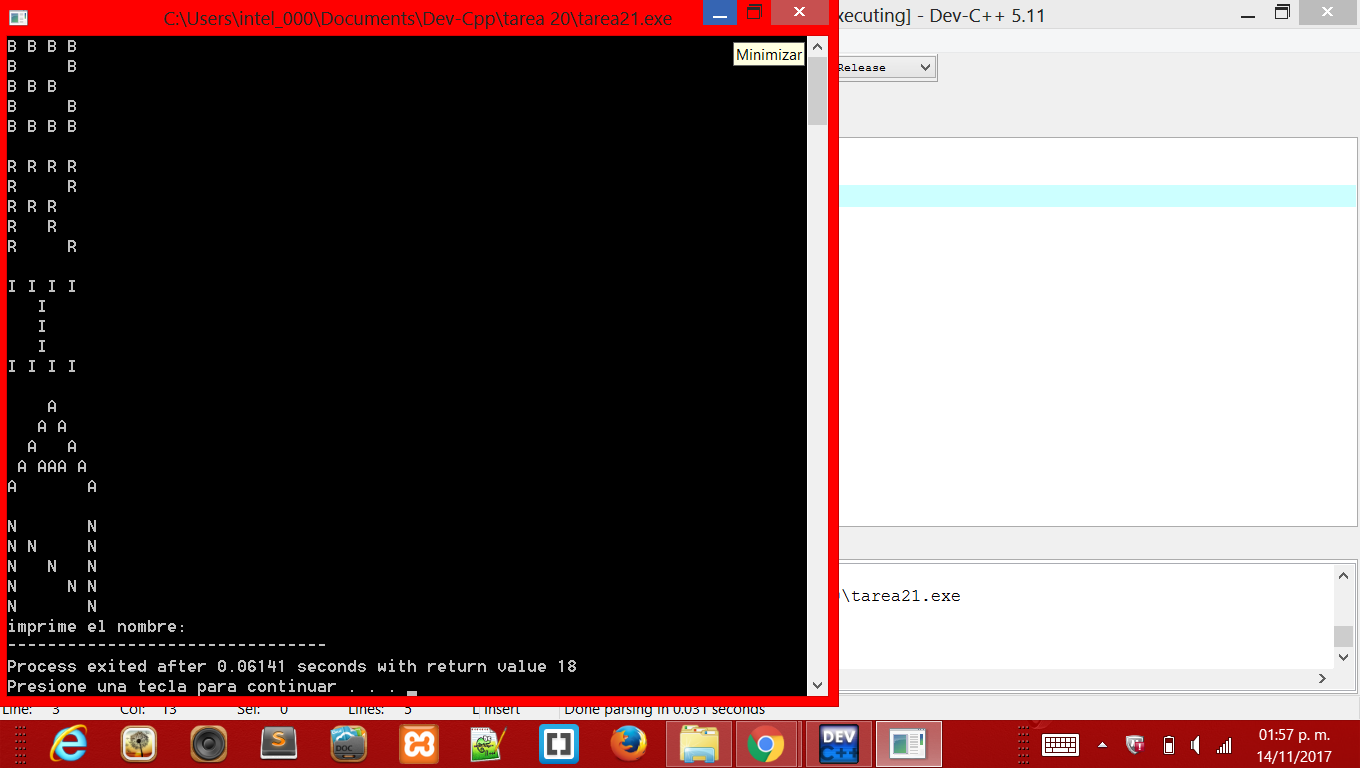 C:\Users\intel_000\Documents\Dev-Cpp\tarea 20\tarea21.exe
xecuting] - Dev-C++ 5.11
Minimizar
Release
B B B B
B     B
B B B
B     B
B B B B
R R R R
R     R
R R R
R   R
R     R
I I I I
   I
   I
   I
I I I I
    A
   A A
  A   A
 A AAA A
A       A
N       N
N N     N
N   N   N
N     N N
N       N
imprime el nombre:
--------------------------------
Process exited after 0.06141 seconds with return value 18
Presione una tecla para continuar . . .
\tarea21.exe
Line: 3 Col: 13 Sel: 0 Lines: 5 Insert Done parsing in 0.031 seconds
S
DOC
DEV
C++
01:57 p. m.
14/11/2017